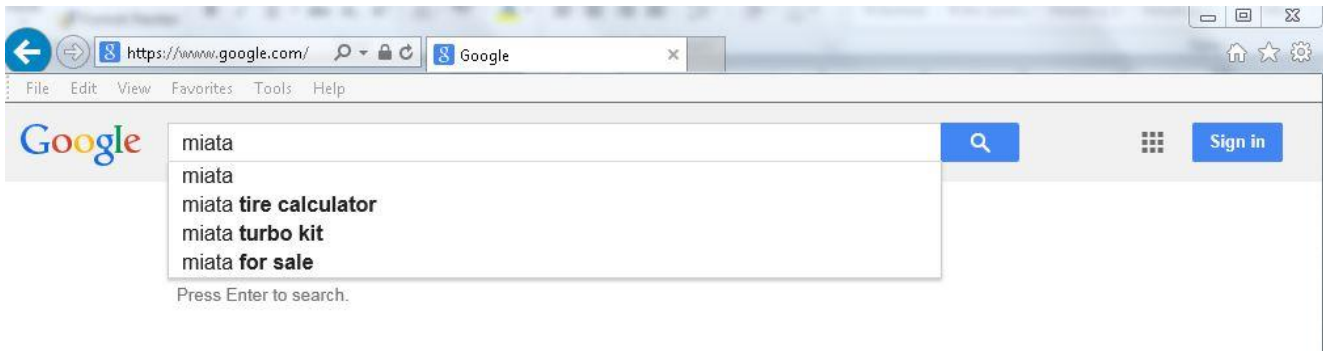 https://www.google.com/
Google
File Edit View Favorites Tools Help
Google
miata
Sign in
miata
miata tire calculator
miata turbo kit
miata for sale
Press Enter to search.